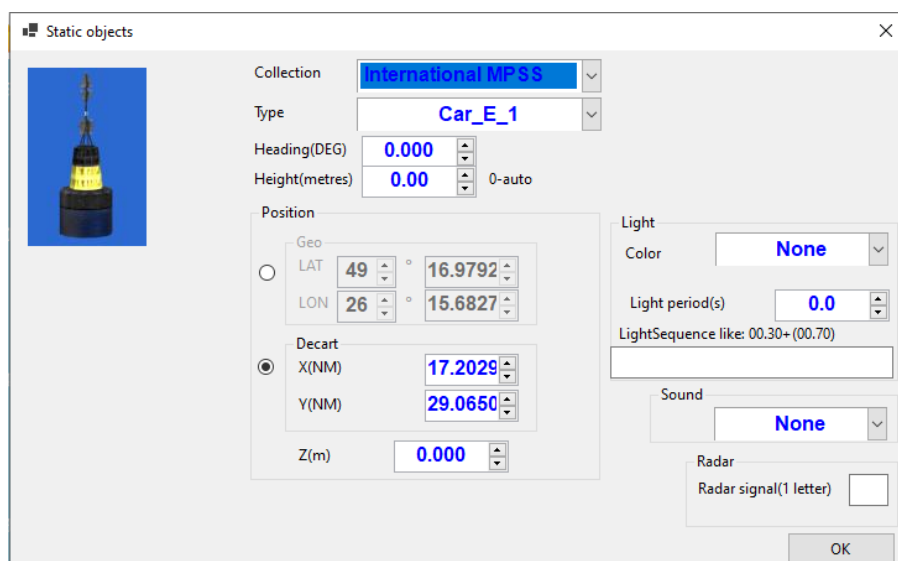 Static objects
Collection International MPSS
Type Car_E_1
Heading(DEG) 0.000
Height(metres) 0.00 0-auto
Position
Geo
LAT 49 ° 16.9792
LON 26 ° 15.6827
Decart
X(NM) 17.2029
Y(NM) 29.0650
Z(m) 0.000
Light
Color None
Light period(s) 0.0
LightSequence like: 00.30+(00.70)
Sound
None
Radar
Radar signal(1 letter)
OK